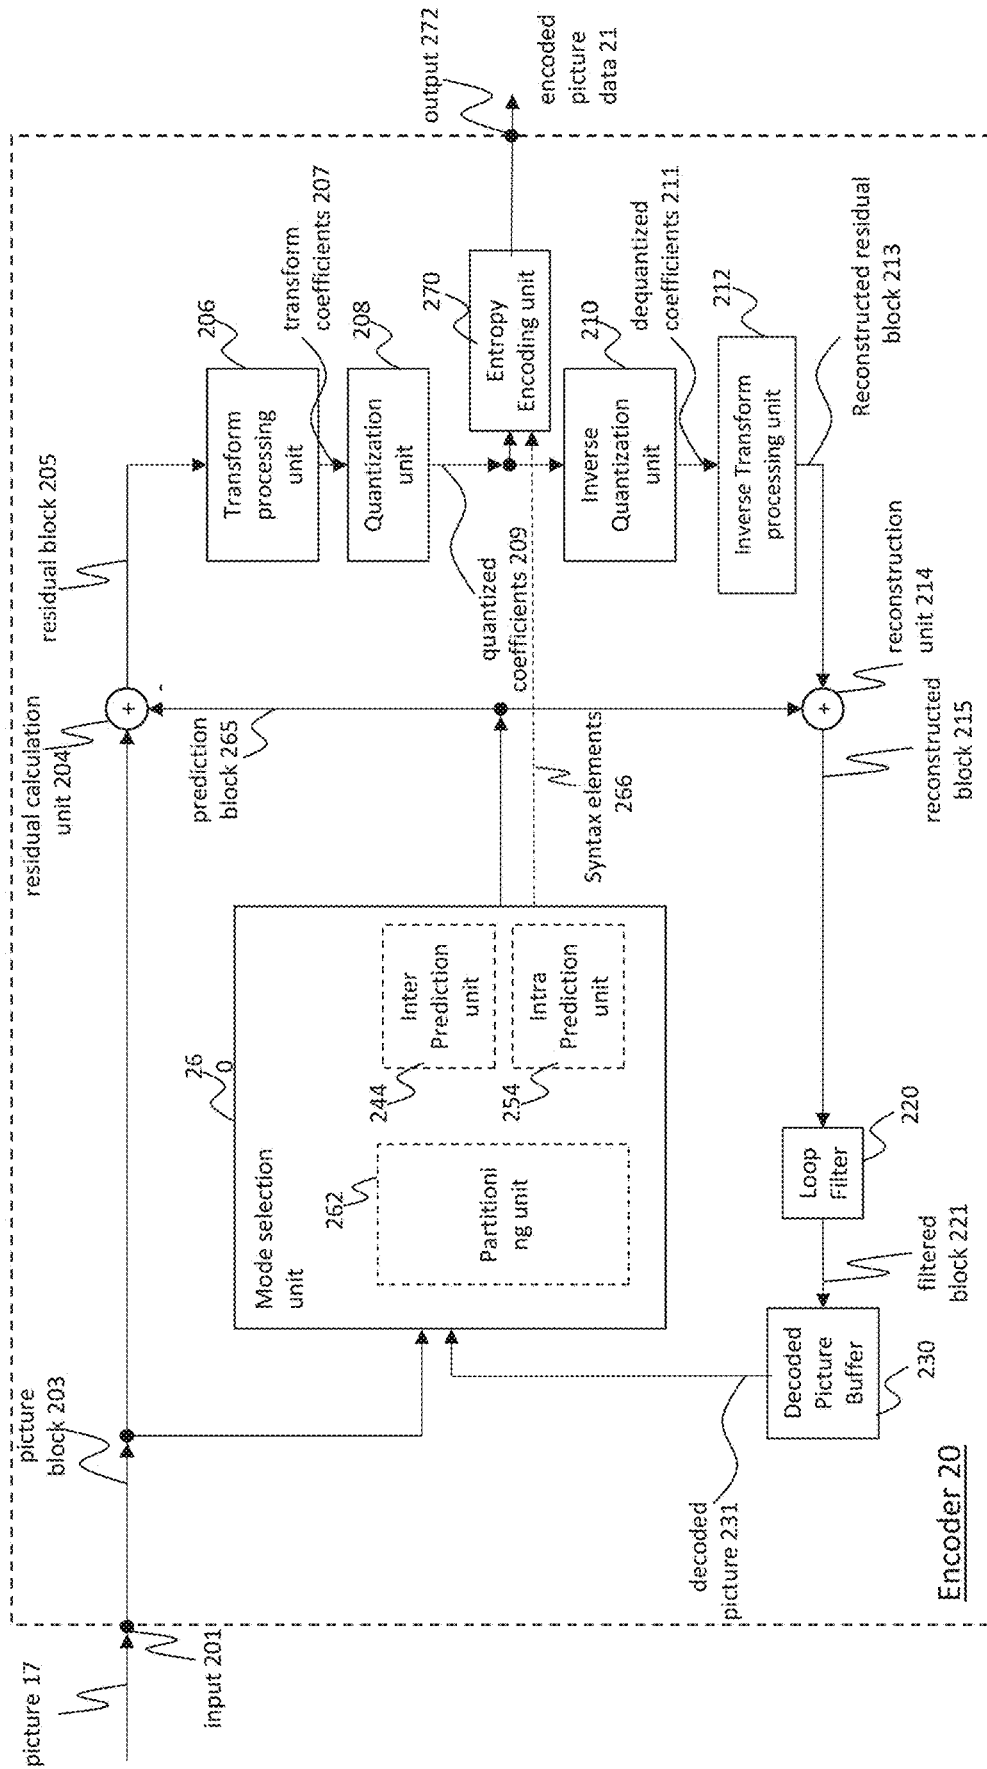 picture 17
input 201
picture
block 203
residual calculation
unit 204
residual block 205
+
-
prediction
block 265
206
Transform
processing
unit
transform
coefficients 207
208
Quantization
unit
quantized
coefficients 209
270
Entropy
Encoding unit
output 272
encoded
picture
data 21
26
0
Mode selection
unit
262
Partitioni
ng unit
244
Inter
Prediction
unit
254
Intra
Prediction
unit
Syntax elements
266
210
Inverse
Quantization
unit
dequantized
coefficients 211
212
Inverse Transform
processing unit
Reconstructed residual
block 213
+
reconstruction
unit 214
reconstructed
block 215
220
Loop
Filter
filtered
block 221
Decoded
Picture
Buffer
230
decoded
picture 231
Encoder 20